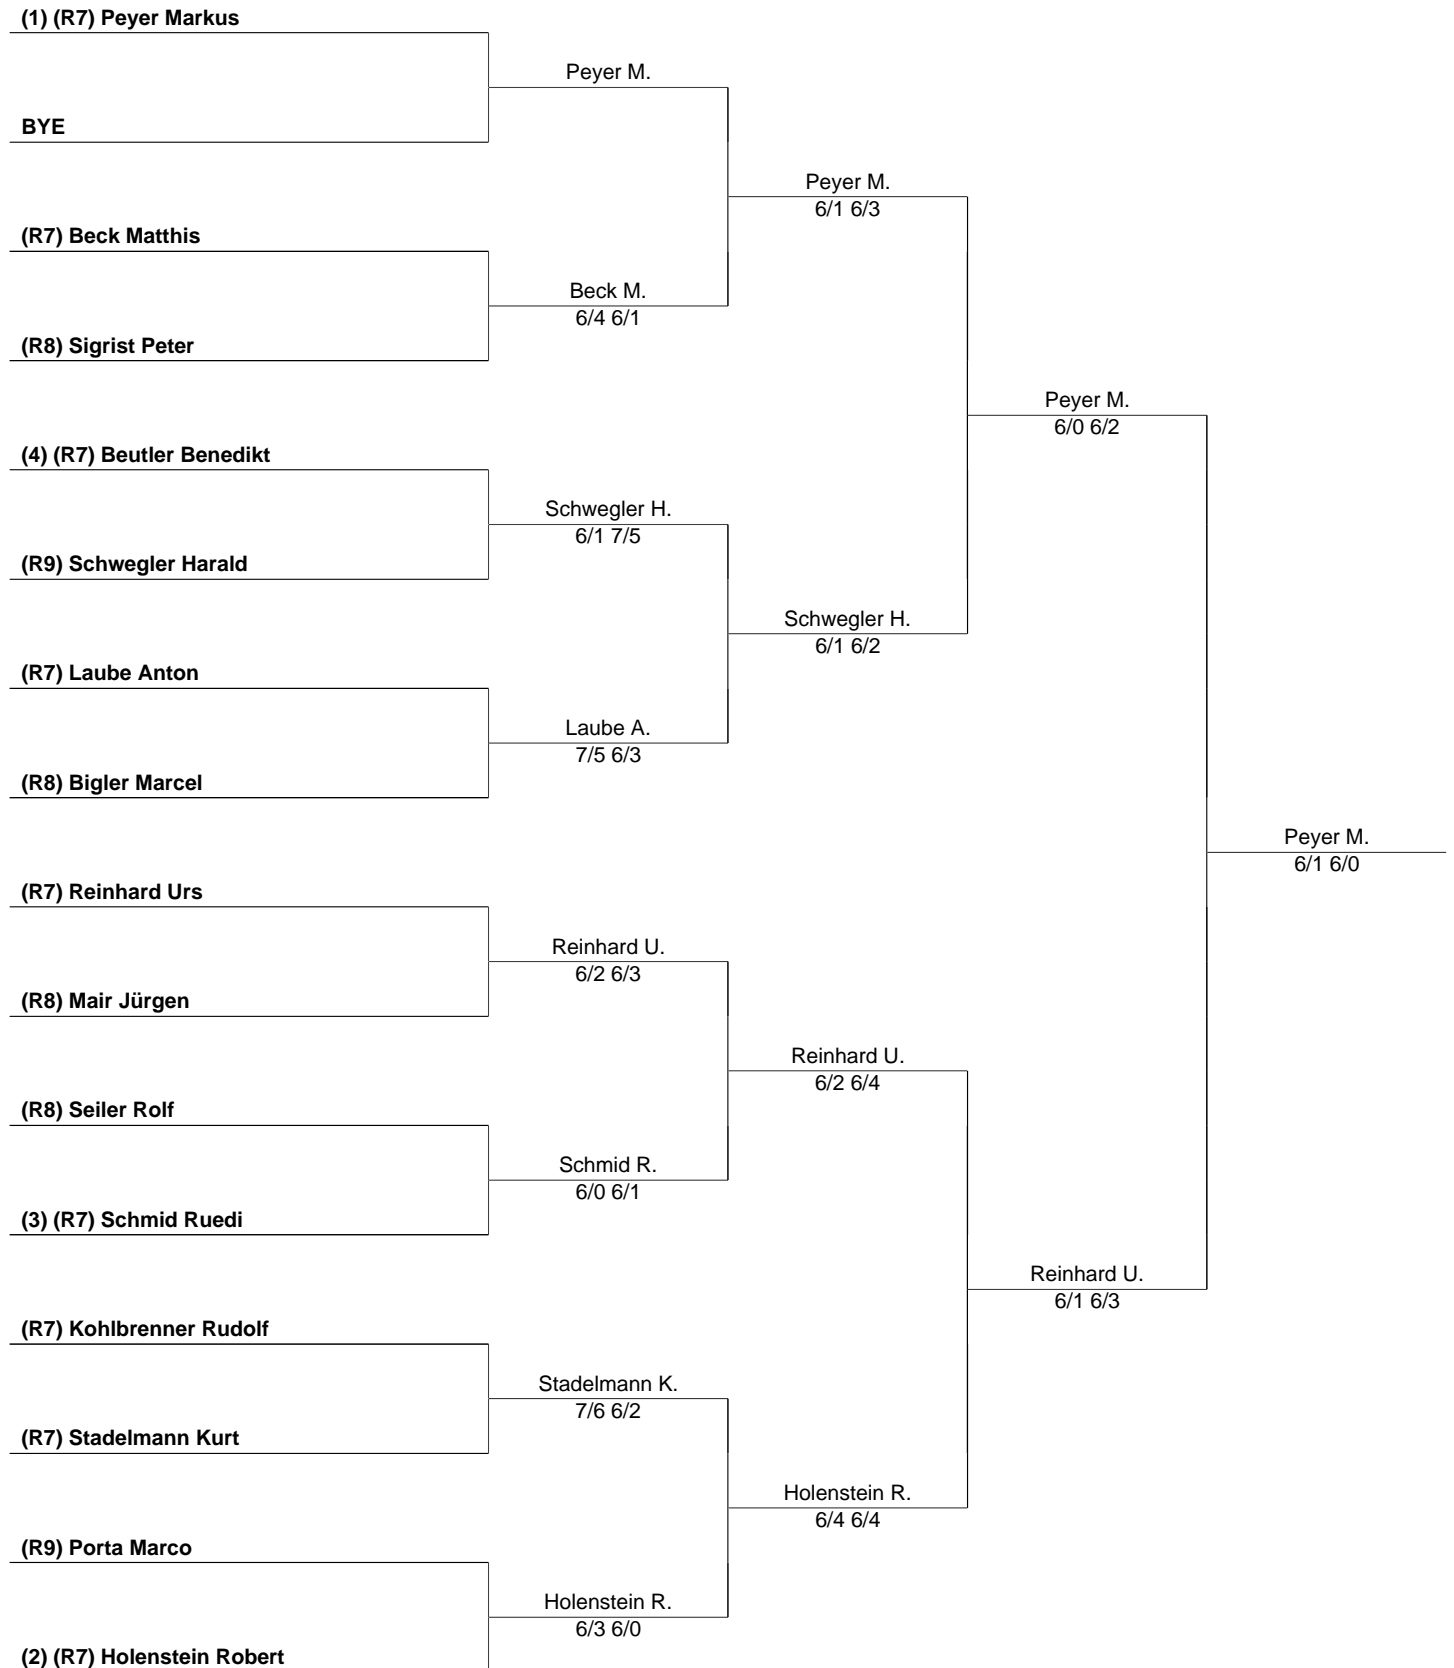 (1) (R7) Peyer Markus
Peyer M.
BYE
Peyer M.
6/1 6/3
(R7) Beck Matthis
Beck M.
6/4 6/1
(R8) Sigrist Peter
Peyer M.
6/0 6/2
(4) (R7) Beutler Benedikt
Schwegler H.
6/1 7/5
(R9) Schwegler Harald
Schwegler H.
6/1 6/2
(R7) Laube Anton
Laube A.
7/5 6/3
(R8) Bigler Marcel
Peyer M.
6/1 6/0
(R7) Reinhard Urs
Reinhard U.
6/2 6/3
(R8) Mair Jürgen
Reinhard U.
6/2 6/4
(R8) Seiler Rolf
Schmid R.
6/0 6/1
(3) (R7) Schmid Ruedi
Reinhard U.
6/1 6/3
(R7) Kohlbrenner Rudolf
Stadelmann K.
7/6 6/2
(R7) Stadelmann Kurt
Holenstein R.
6/4 6/4
(R9) Porta Marco
Holenstein R.
6/3 6/0
(2) (R7) Holenstein Robert